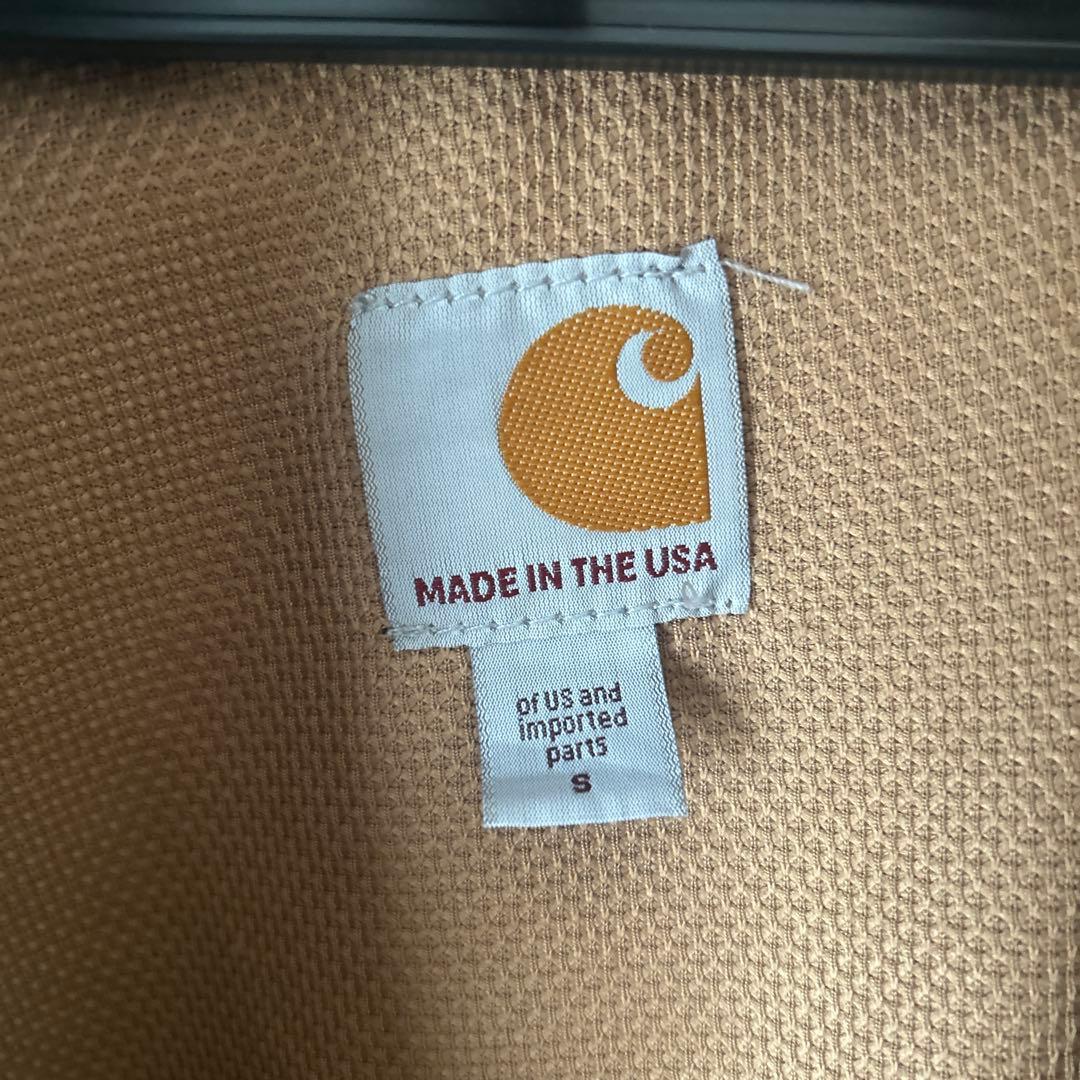 MADE IN THE USA
of US and
imported
parts
S